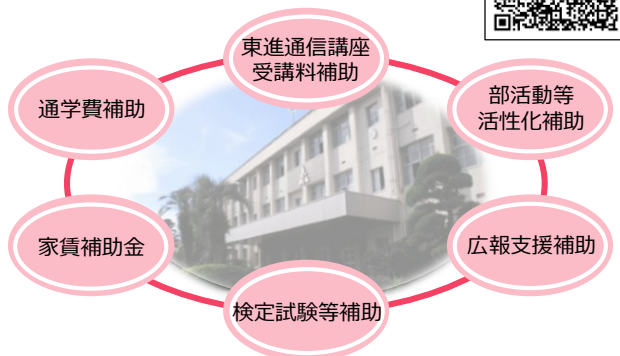 東進通信講座
受講料補助
通学費補助
部活動等
活性化補助
家賃補助金
広報支援補助
検定試験等補助